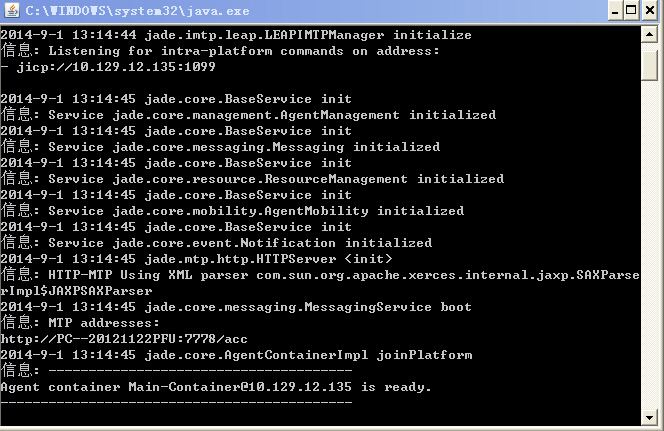 C:\WINDOWS\system32\java.exe
2014-9-1 13:14:44 jade.imtp.leap.LEAPIMTPManager initialize
信息: Listening for intra-platform commands on address:
- jicp://10.129.12.135:1099
2014-9-1 13:14:45 jade.core.BaseService init
信息: Service jade.core.management.AgentManagement initialized
2014-9-1 13:14:45 jade.core.BaseService init
信息: Service jade.core.messaging.Messaging initialized
2014-9-1 13:14:45 jade.core.BaseService init
信息: Service jade.core.resource.ResourceManagement initialized
2014-9-1 13:14:45 jade.core.BaseService init
信息: Service jade.core.mobility.AgentMobility initialized
2014-9-1 13:14:45 jade.core.BaseService init
信息: Service jade.core.event.Notification initialized
2014-9-1 13:14:45 jade.mtp.http.HTTPServer <init>
信息: HTTP-MTP Using XML parser com.sun.org.apache.xerces.internal.jaxp.SAXParse
rImpl$JAXPSAXParser
2014-9-1 13:14:45 jade.core.messaging.MessagingService boot
信息: MTP addresses:
http://PC--20121122PFU:7778/acc
2014-9-1 13:14:45 jade.core.AgentContainerImpl joinPlatform
信息: --------------------------------------
Agent container Main-Container@10.129.12.135 is ready.
--------------------------------------------